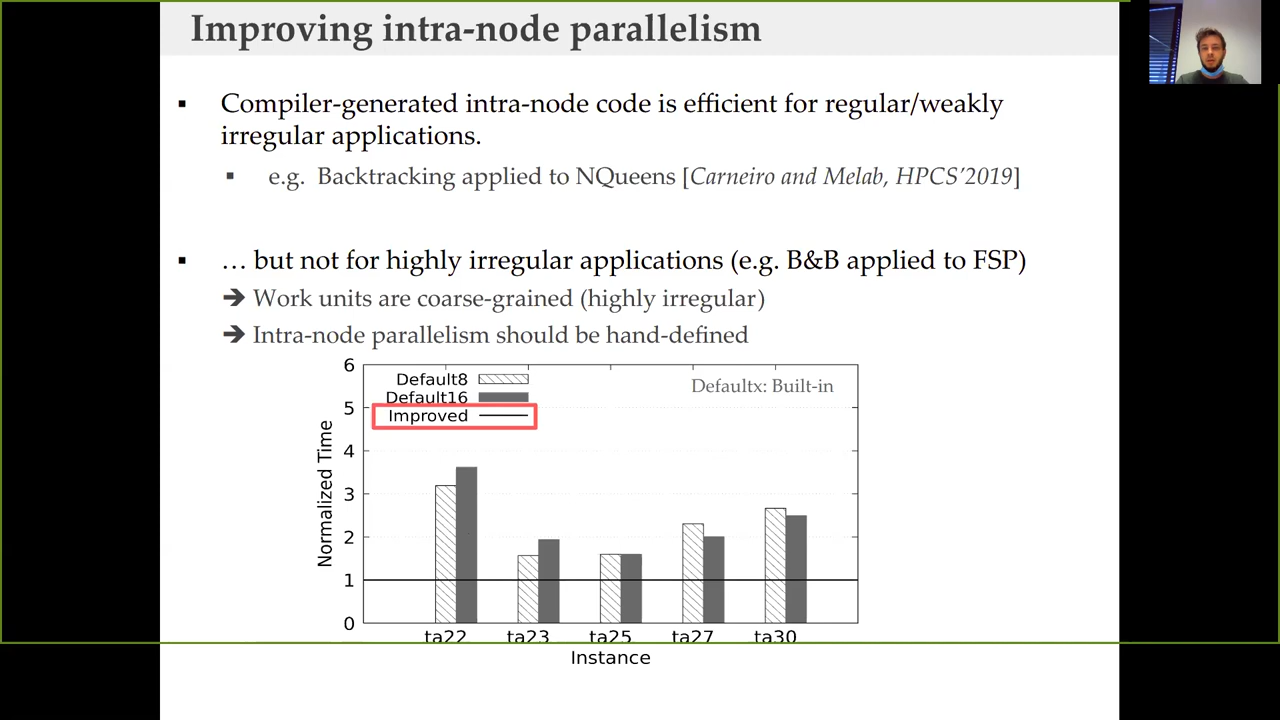 Improving intra-node parallelism
▪ Compiler-generated intra-node code is efficient for regular/weakly
irregular applications.
▪ e.g. Backtracking applied to NQueens [Carneiro and Melab, HPCS’2019]
▪ … but not for highly irregular applications (e.g. B&B applied to FSP)
➔ Work units are coarse-grained (highly irregular)
➔ Intra-node parallelism should be hand-defined
Default8
Default16
Improved
Defaultx: Built-in
Normalized Time
6
5
4
3
2
1
0
ta22 ta23 ta25 ta27 ta30
Instance